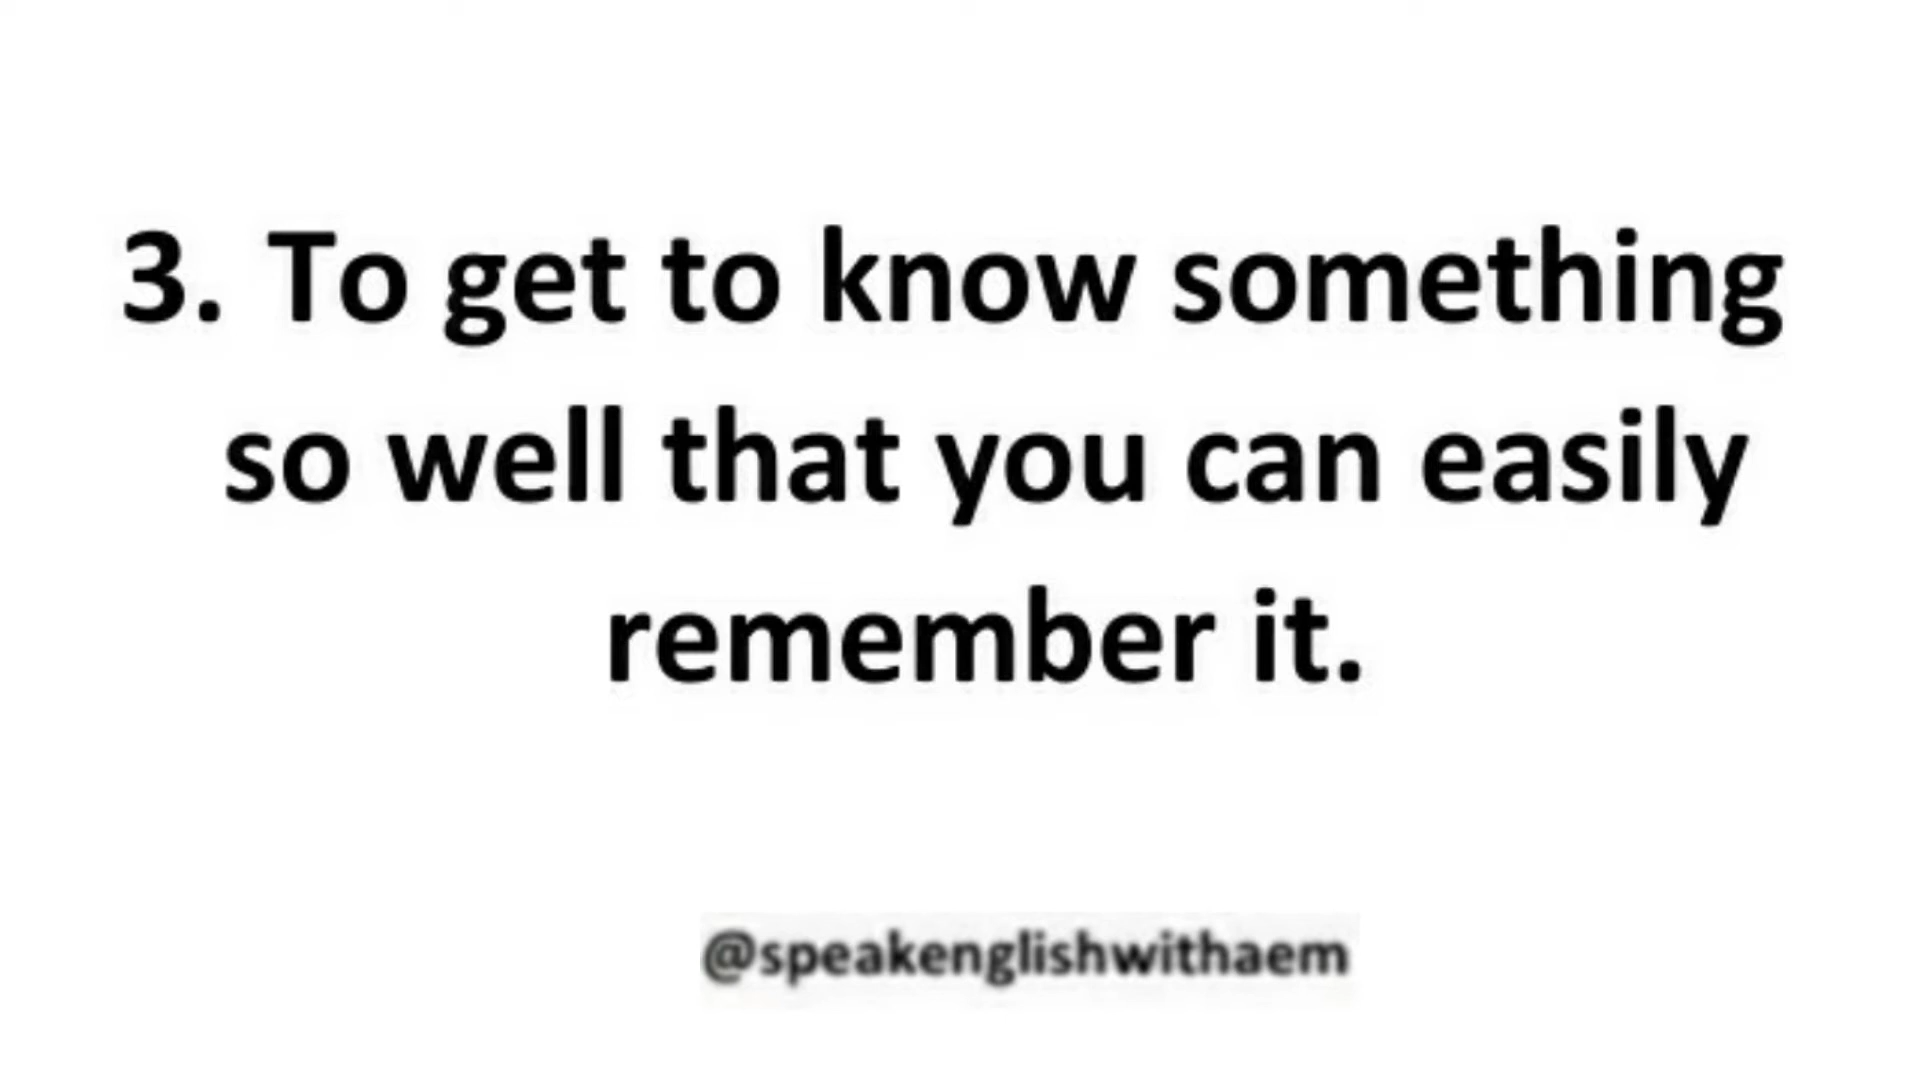 3. To get to know something
so well that you can easily
remember it.
@speakenglishwithaem